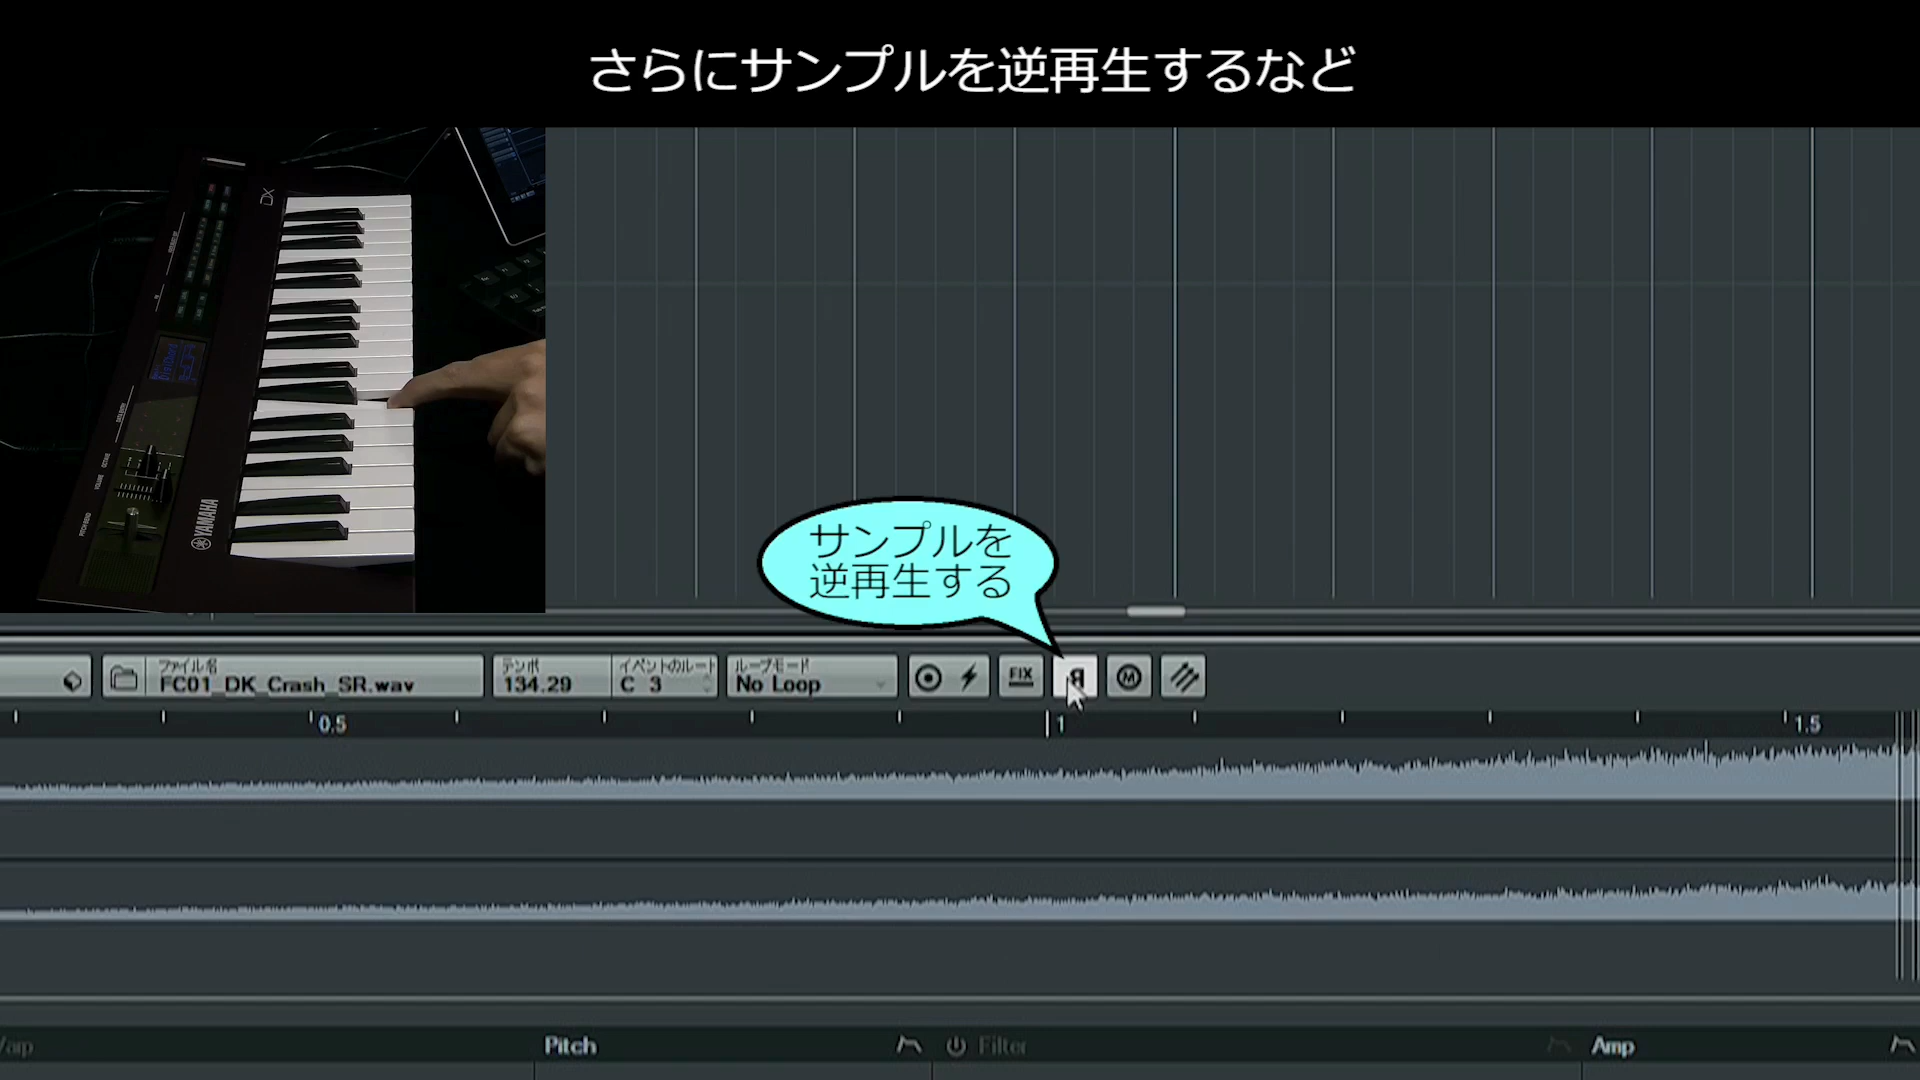 さらにサンプルを逆再生するなど
DX
YAMAHA
サンプルを
逆再生する
ファイル名
FC01_DK_Crash_SR.wav
テンポ
134.29
イベントのルート
C 3
ループモード
No Loop
FIX
R
M
0.5
1
1.5
Pitch
Filter
Amp